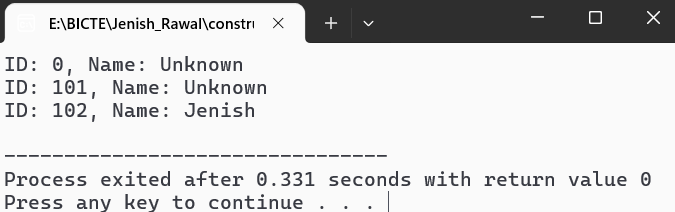 E:\BICTE\Jenish_Rawal\constru
ID: 0, Name: Unknown
ID: 101, Name: Unknown
ID: 102, Name: Jenish
--------------------------------
Process exited after 0.331 seconds with return value 0
Press any key to continue . . .